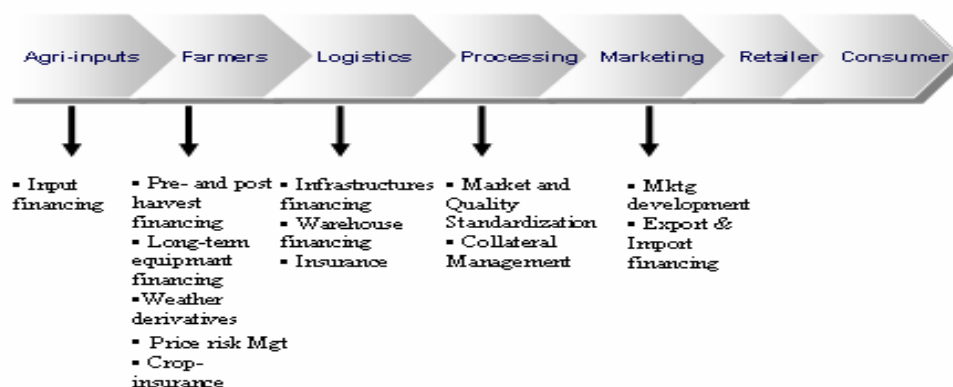 Agri-inputs Farmers Logistics Processing Marketing Retailer Consumer
▪ Input
financing
▪ Pre- and post
harvest
financing
▪ Long-term
equipmant
financing
▪Weather
derivatives
▪ Price risk Mgt
▪ Crop-
insurance
▪ Infrastructures
financing
▪ Warehouse
financing
▪ Insurance
▪ Market and
Quality
Standardization
▪ Collateral
Management
▪ Mktg
development
▪ Export &
Import
financing